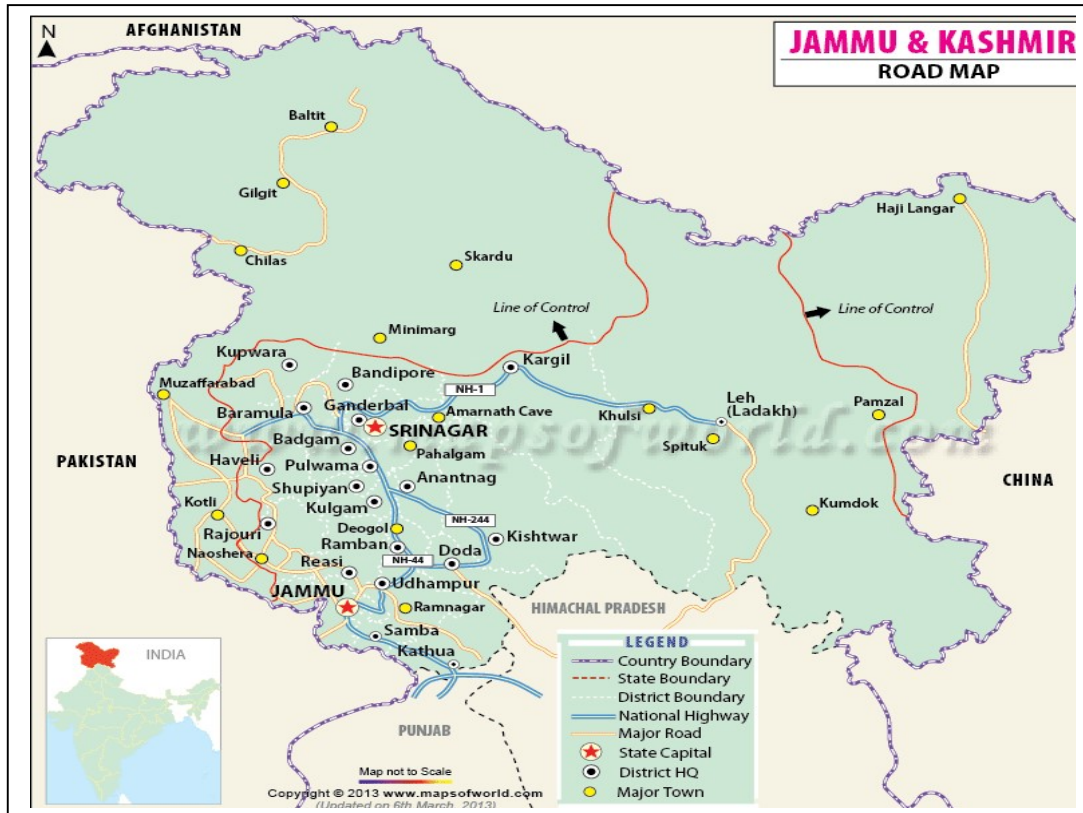 N
AFGHANISTAN
JAMMU & KASHMIR
ROAD MAP
Baltit
Gilgit
Haji Langar
Chilas
Skardu
Line of Control
Line of Control
Minimarg
Kupwara
Kargil
Bandipore
Muzaffarabad
NH-1
Leh
(Ladakh)
Pamzal
Baramula
Ganderbal
Amarnath Cave
Khulsi
SRINAGAR
www.mapsofworld.com
Badgam
Pahalgam
Spituk
PAKISTAN
Haveli
Pulwama
Anantnag
CHINA
Shupiyan
Kotli
Kulgam
Kumdok
NH-244
Rajouri
Deogol
Kishtwar
Naoshera
Ramban
Doda
Reasi
NH-44
Udhampur
JAMMU
Ramnagar
HIMACHAL PRADESH
Samba
Kathua
INDIA
LEGEND
Country Boundary
State Boundary
District Boundary
National Highway
Major Road
State Capital
District HQ
Major Town
PUNJAB
Map not to Scale
Copyright © 2013 www.mapsofworld.com
(Updated on 6th March, 2013)